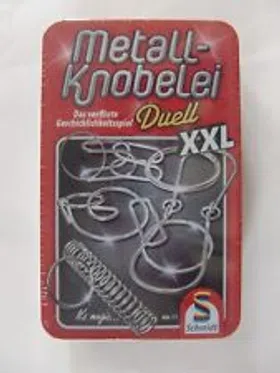 Metall-
Knobelei
Das verflixte
Geschicklichkeitsspiel
Duell
XXL
S
Schmidt